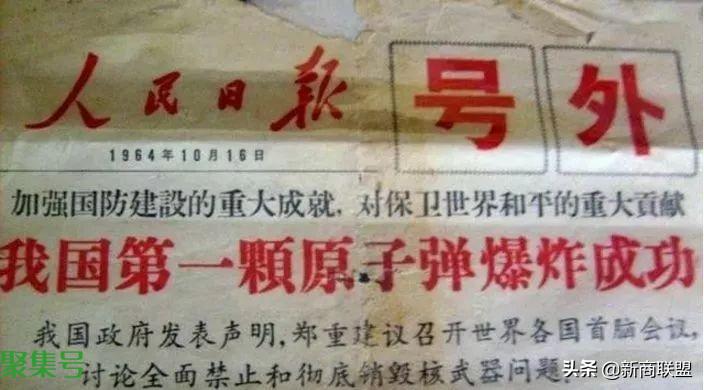 人民日报 号外
1964年10月16日
加强国防建設的重大成就，对保卫世界和平的重大貢献
我国第一顆原子弹爆炸成功
我国政府发表声明，郑重建议召开世界各国首脑会议，
讨论全面禁止和彻底銷毁核武器问题
聚集号
头条 @新商联盟